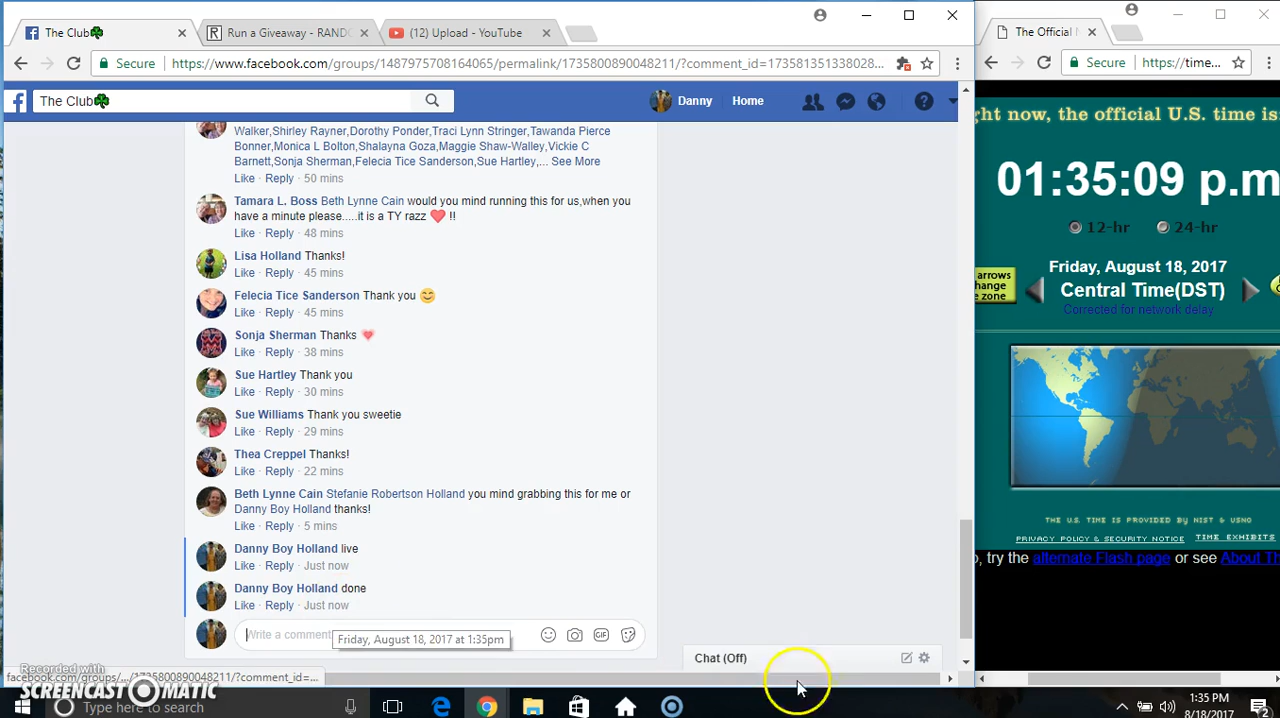 The Club
Run a Giveaway - RANDO
(12) Upload - YouTube
Secure https://www.facebook.com/groups/1487975708164065/permalink/1735800890048211/?comment_id=173581351338028...
The Club
Danny Home
Walker,Shirley Rayner,Dorothy Ponder,Traci Lynn Stringer,Tawanda Pierce
Bonner,Monica L Bolton,Shalayna Goza,Maggie Shaw-Walley,Vickie C
Barnett,Sonja Sherman,Felecia Tice Sanderson,Sue Hartley,... See More
Like · Reply · 50 mins
Tamara L. Boss Beth Lynne Cain would you mind running this for us,when you
have a minute please.....it is a TY razz ❤ !!
Like · Reply · 48 mins
Lisa Holland Thanks!
Like · Reply · 45 mins
Felecia Tice Sanderson Thank you 😊
Like · Reply · 45 mins
Sonja Sherman Thanks 💗
Like · Reply · 38 mins
Sue Hartley Thank you
Like · Reply · 30 mins
Sue Williams Thank you sweetie
Like · Reply · 29 mins
Thea Creppel Thanks!
Like · Reply · 22 mins
Beth Lynne Cain Stefanie Robertson Holland you mind grabbing this for me or
Danny Boy Holland thanks!
Like · Reply · 5 mins
Danny Boy Holland live
Like · Reply · Just now
Danny Boy Holland done
Like · Reply · Just now
Write a comment
GIF
Friday, August 18, 2017 at 1:35pm
Chat (Off)
facebook.com/groups/.../1735800890048211/?comment_id=...
Recorded with
SCREENCAST-O-MATIC
Type here to search
The Official
Secure https://time...
ght now, the official U.S. time is:
01:35:09 p.m
12-hr 24-hr
Friday, August 18, 2017
Central Time(DST)
Corrected for network delay
arrows
hange
e zone
THE U.S. TIME IS PROVIDED BY NIST & USNO
PRIVACY POLICY & SECURITY NOTICE TIME EXHIBITS
o, try the alternate Flash page or see About Th
1:35 PM
8/18/2017
2